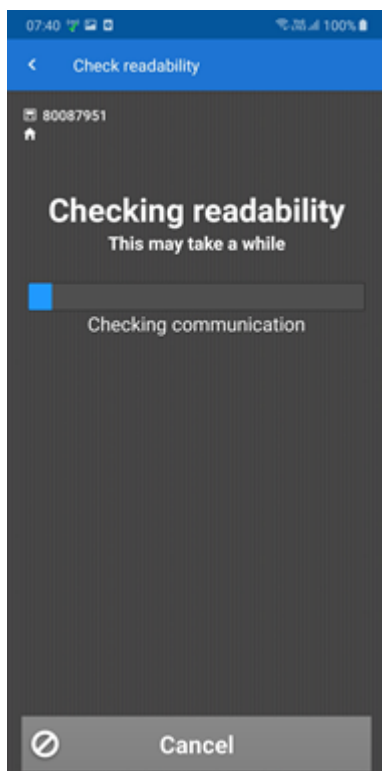 07:40 100%
Check readability
80087951
Checking readability
This may take a while
Checking communication
Cancel